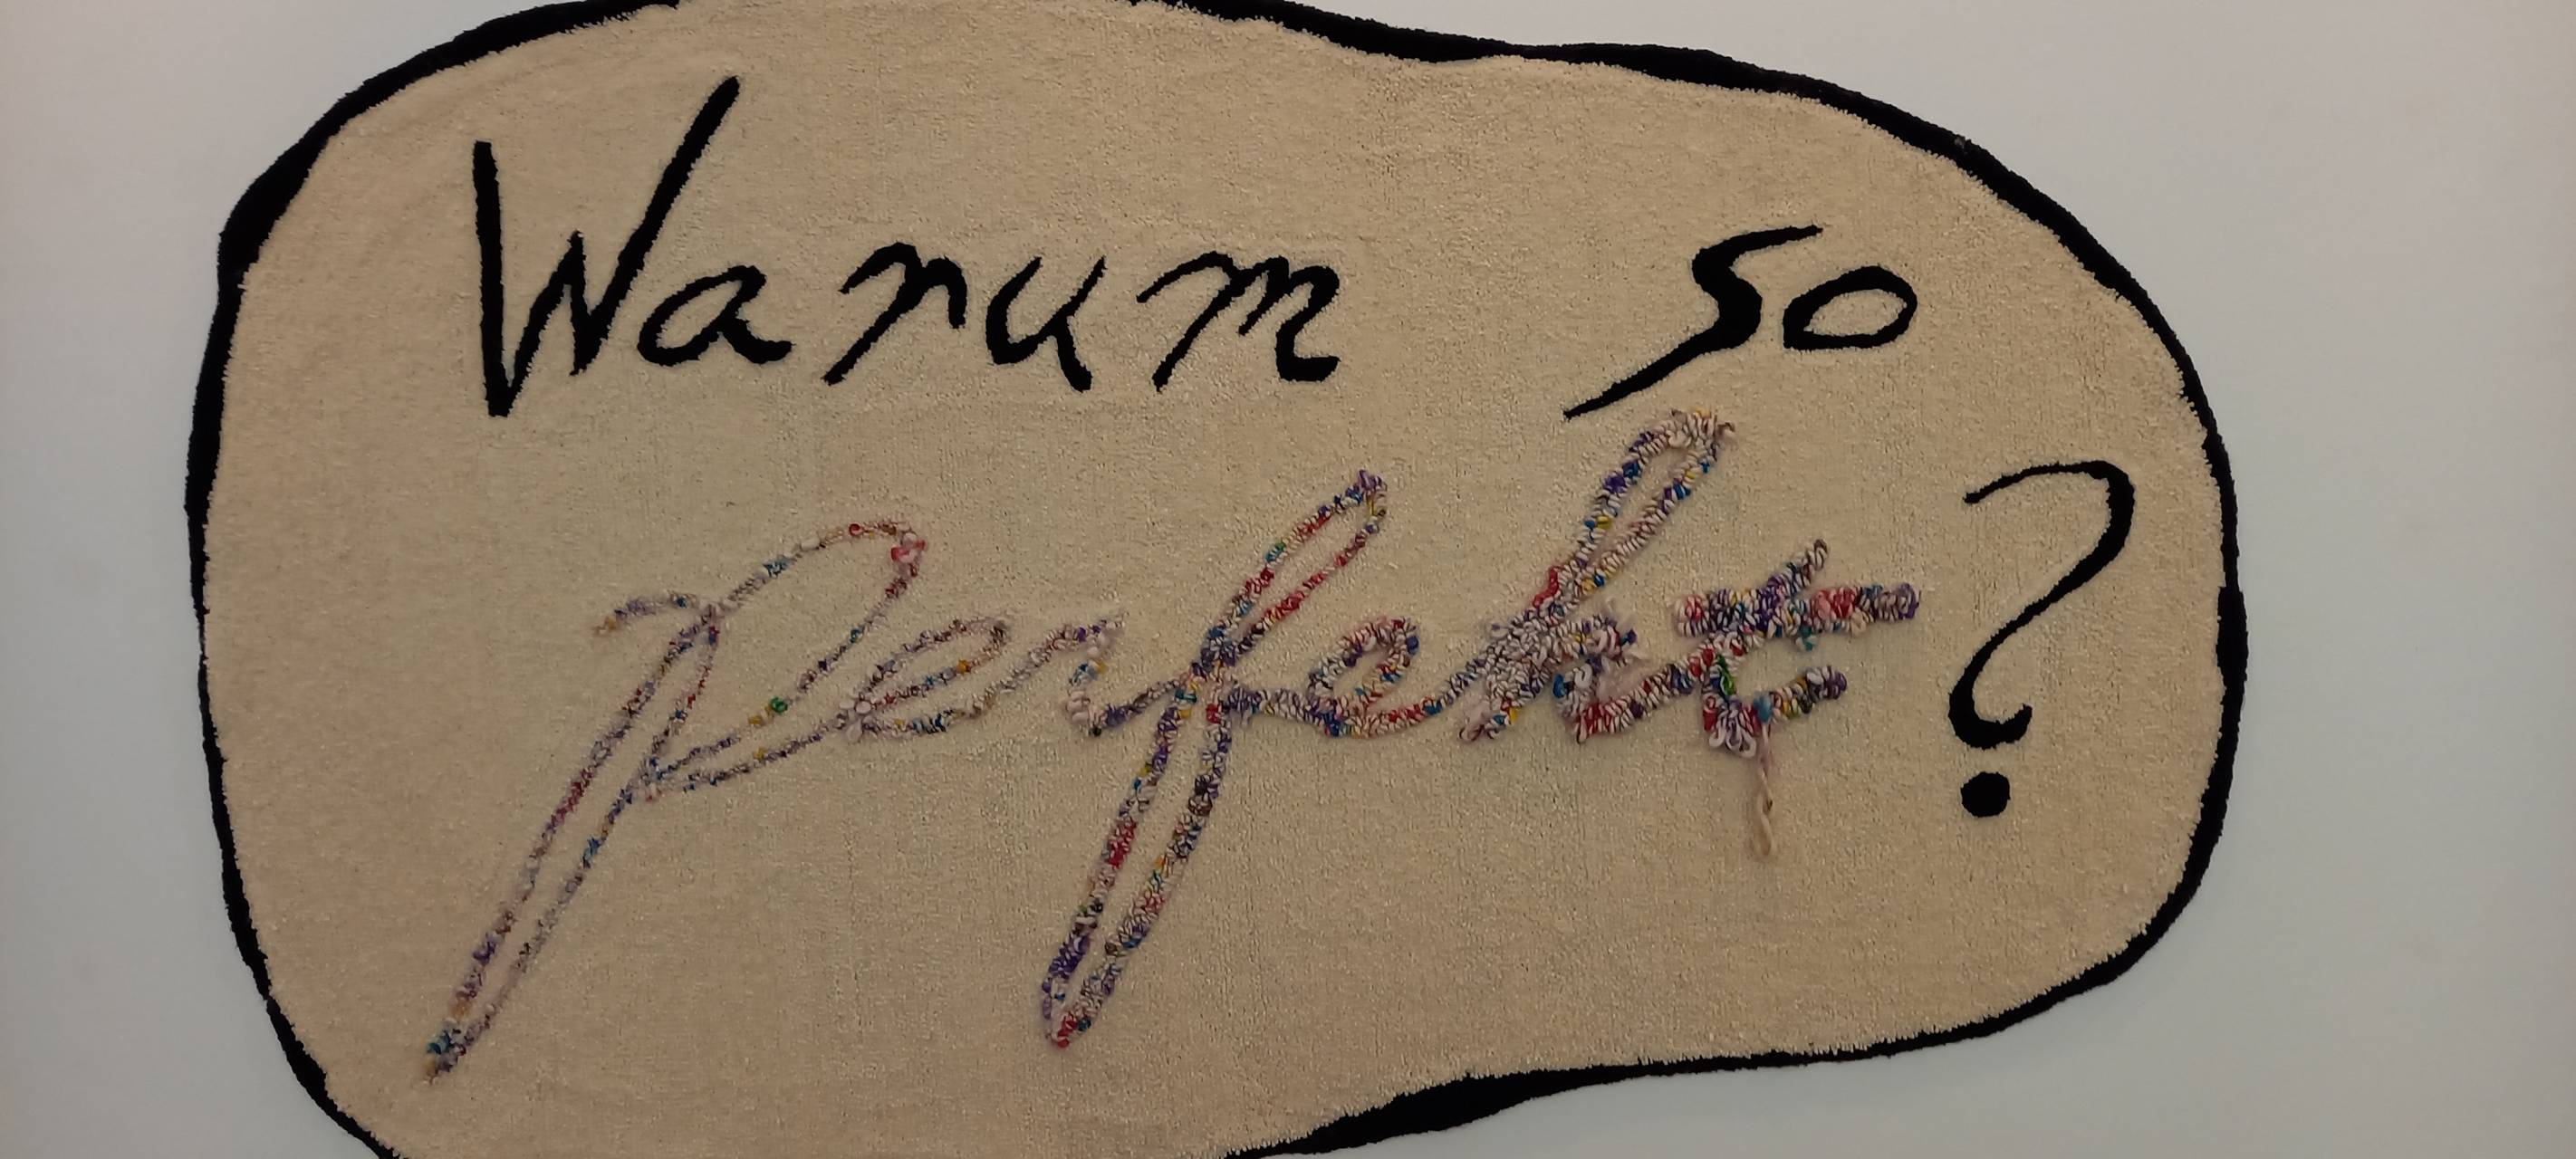 Warum so
Perfekt ?